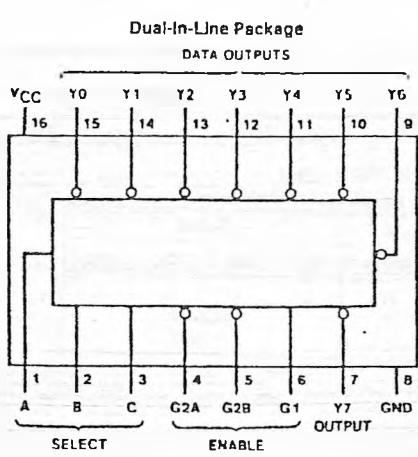 Dual-In-Line Package
DATA OUTPUTS
VCC Y0 Y1 Y2 Y3 Y4 Y5 Y6
16 15 14 13 12 11 10 9
1 2 3 4 5 6 7 8
A B C G2A G2B G1 Y7 GND
OUTPUT
SELECT ENABLE